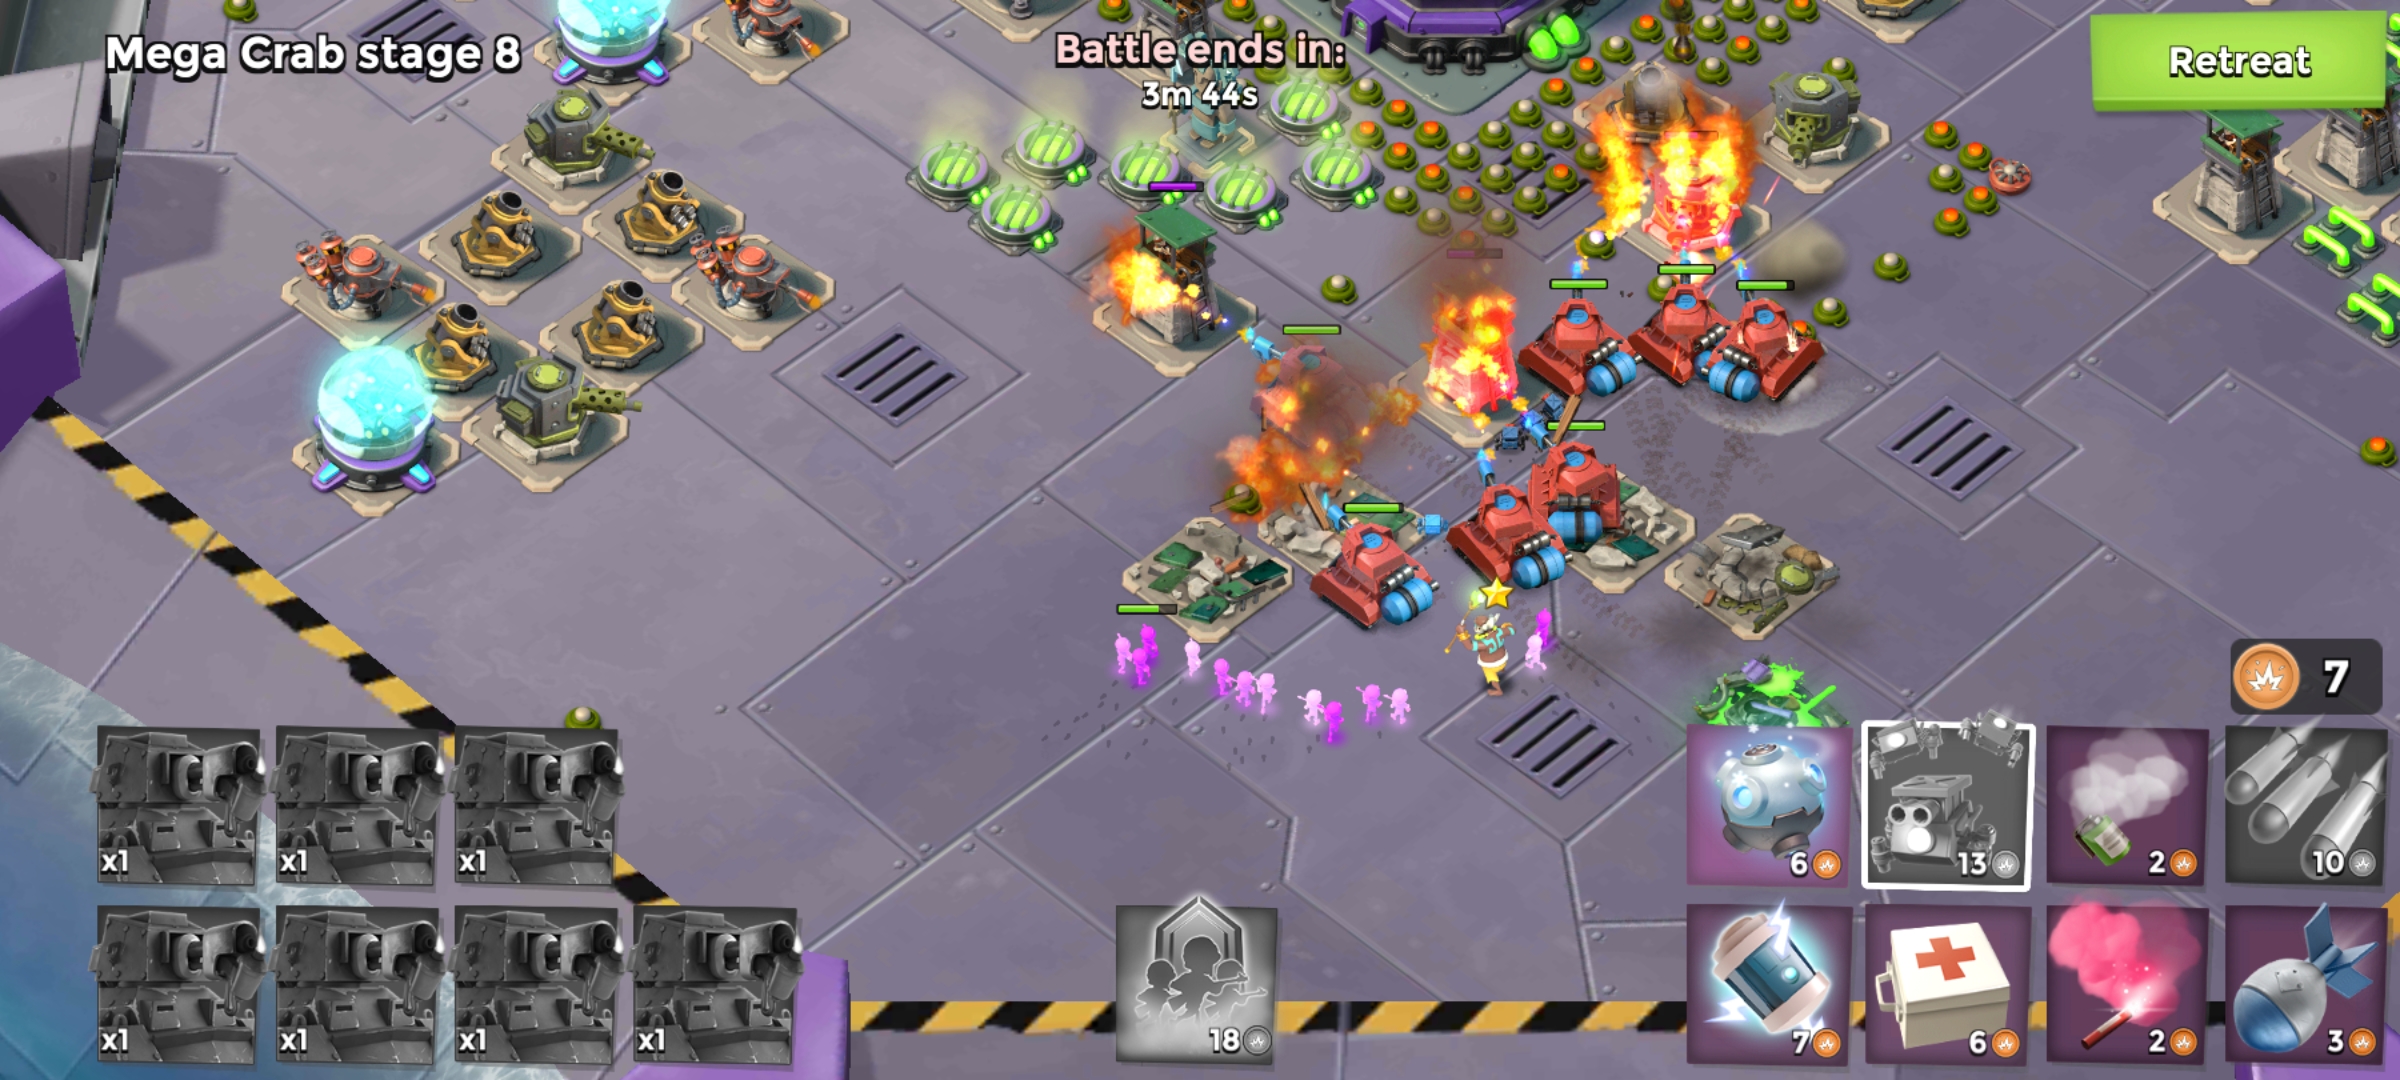 Mega Crab stage 8
Battle ends in:
3m 44s
Retreat
7
x1
x1
x1
6
13
2
10
x1
x1
x1
x1
18
7
6
2
3